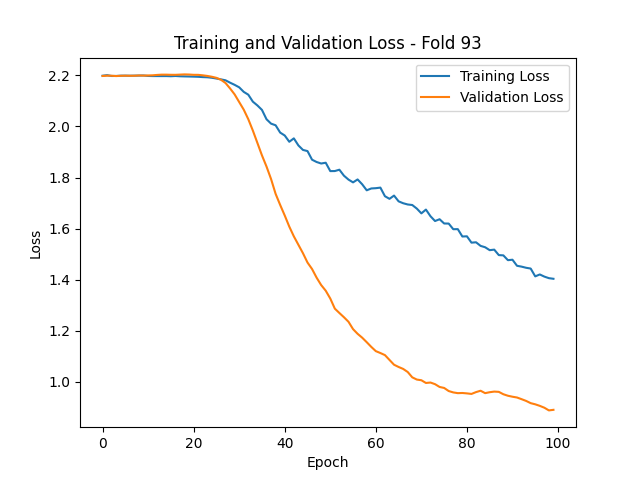 Training and Validation Loss - Fold 93
Training Loss
Validation Loss
2.2
2.0
1.8
1.6
1.4
1.2
1.0
Loss
0 20 40 60 80 100
Epoch